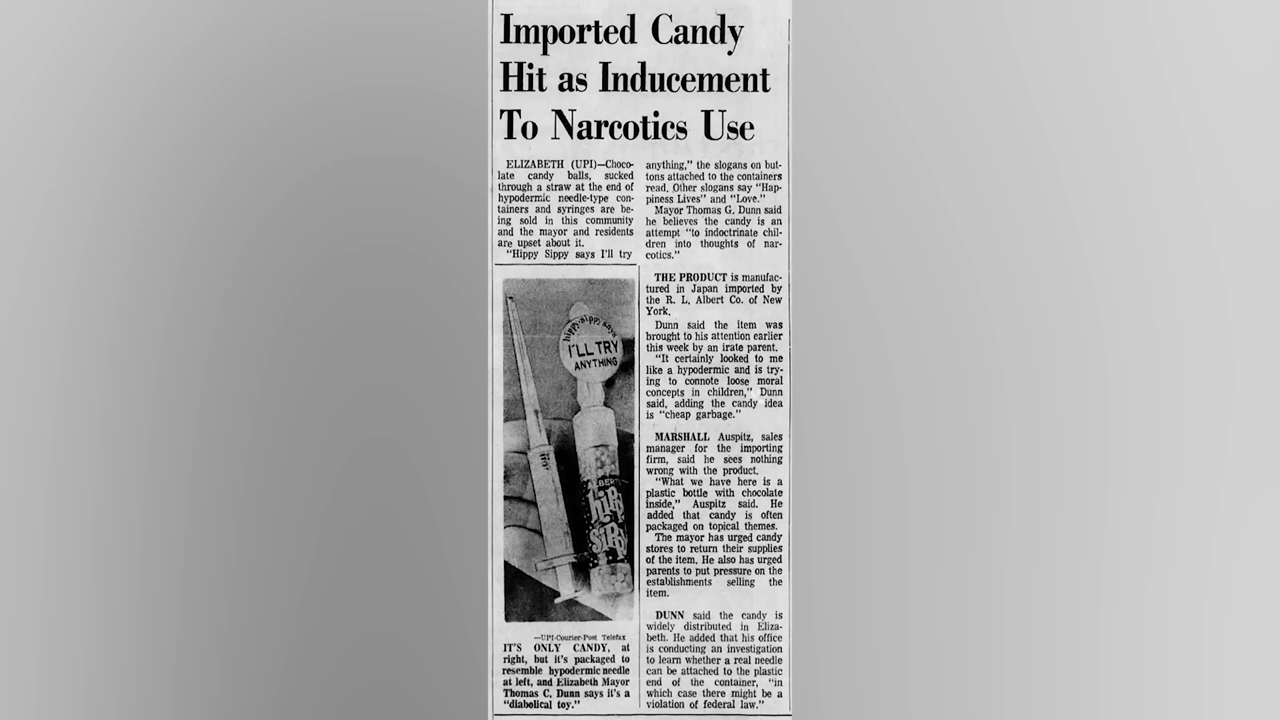 Imported Candy
Hit as Inducement
To Narcotics Use
ELIZABETH (UPI)—Choco-
late candy balls, sucked
through a straw at the end of
hypodermic needle-type con-
tainers and syringes are be-
ing sold in this community
and the mayor and residents
are upset about it.
"Hippy Sippy says I'll try
anything," the slogans on but-
tons attached to the containers
read. Other slogans say "Hap-
piness Lives" and "Love."
Mayor Thomas G. Dunn said
he believes the candy is an
attempt "to indoctrinate chil-
dren into thoughts of nar-
cotics."
THE PRODUCT is manufac-
tured in Japan imported by
the R. L. Albert Co. of New
York.
Dunn said the item was
brought to his attention earlier
this week by an irate parent.
"It certainly looked to me
like a hypodermic and is try-
ing to connote loose moral
concepts in children," Dunn
said, adding the candy idea
is "cheap garbage."
MARSHALL Auspitz, sales
manager for the importing
firm, said he sees nothing
wrong with the product.
"What we have here is a
plastic bottle with chocolate
inside," Auspitz said. He
added that candy is often
packaged on topical themes.
The mayor has urged candy
stores to return their supplies
of the item. He also has urged
parents to put pressure on the
establishments selling the
item.
DUNN said the candy is
widely distributed in Eliza-
beth. He added that his office
is conducting an investigation
to learn whether a real needle
can be attached to the plastic
end of the container, "in
which case there might be a
violation of federal law."
hippy-sippy says
I'LL TRY
ANYTHING
ALBERT
hippy
sippy
—UPI-Courier-Post Telefax
IT'S ONLY CANDY, at
right, but it's packaged to
resemble hypodermic needle
at left, and Elizabeth Mayor
Thomas C. Dunn says it's a
"diabolical toy."